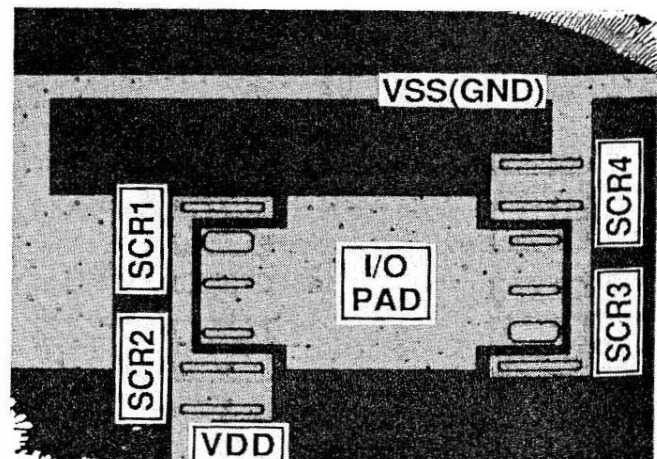 VSS(GND)
SCR1
SCR4
I/O
PAD
SCR2
SCR3
VDD